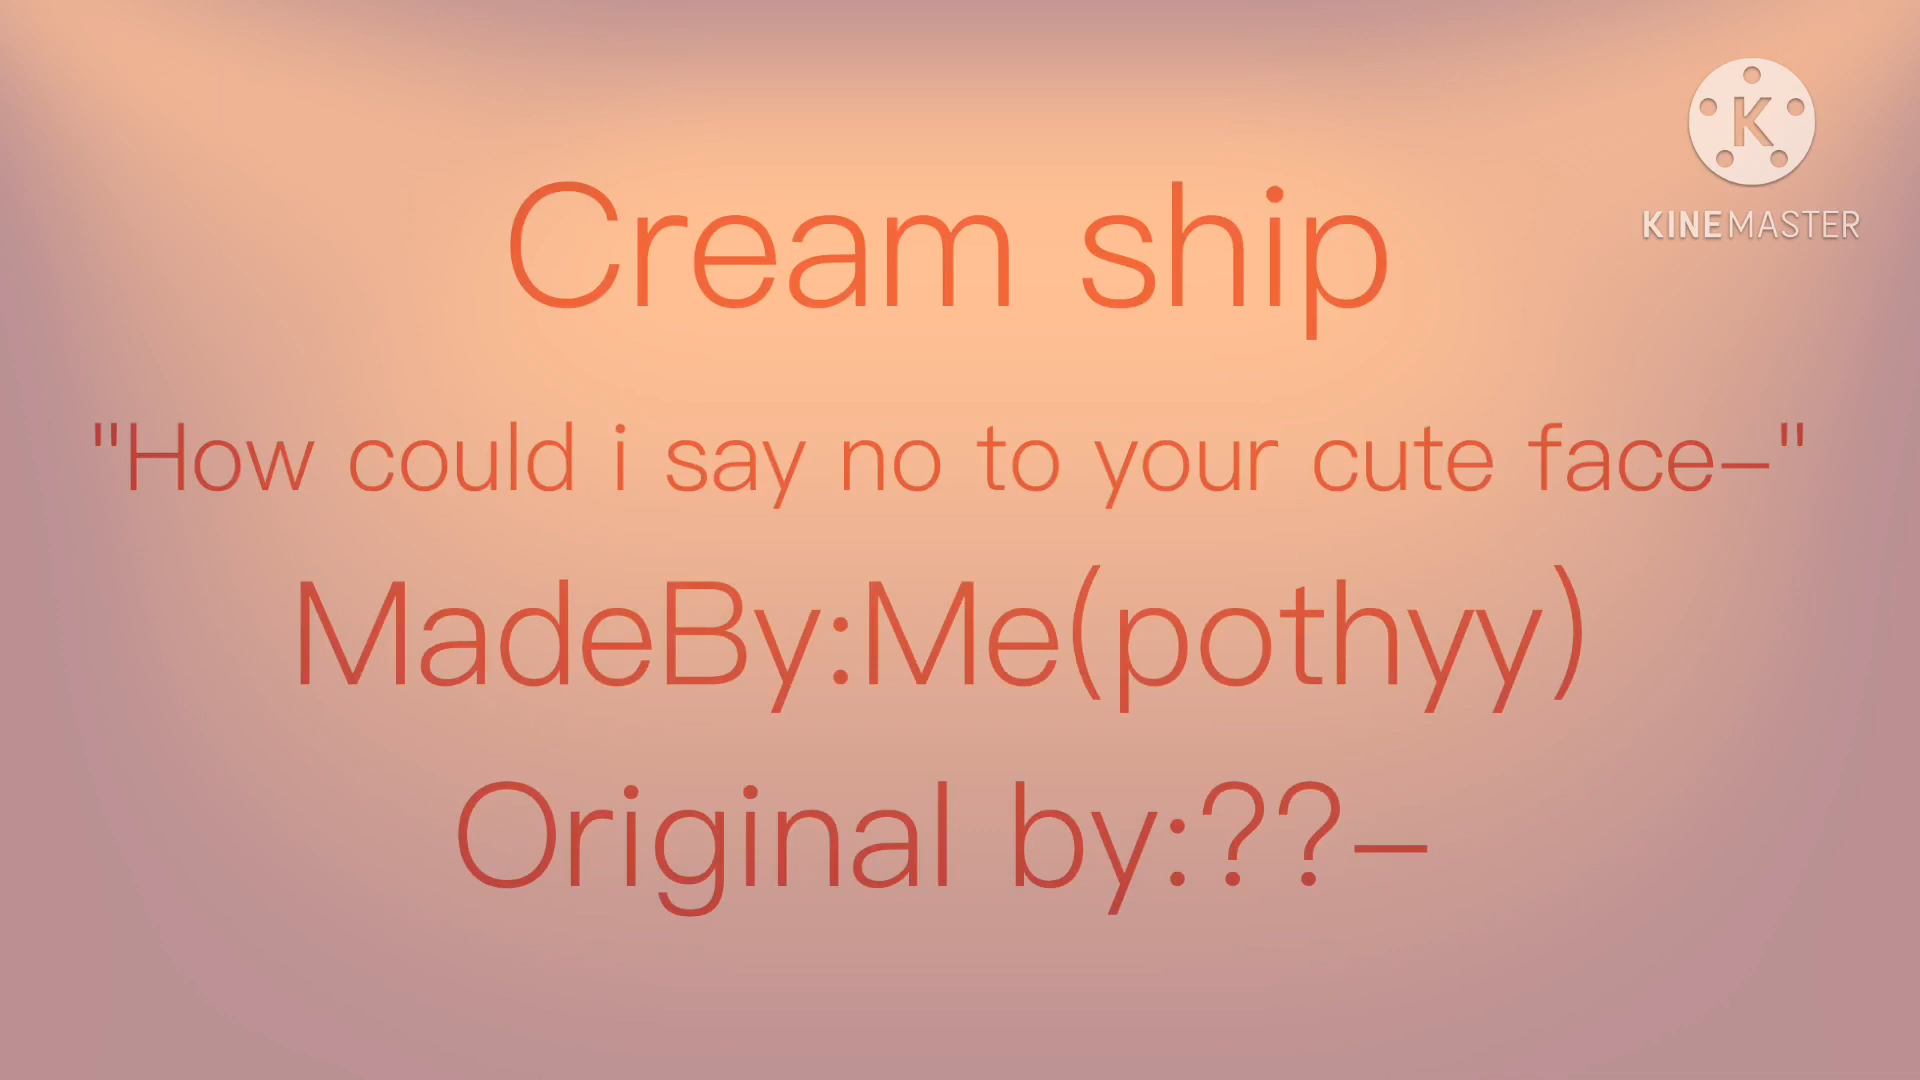 Cream ship
K
KINEMASTER
"How could i say no to your cute face-"
MadeBy:Me(pothyy)
Original by:??-